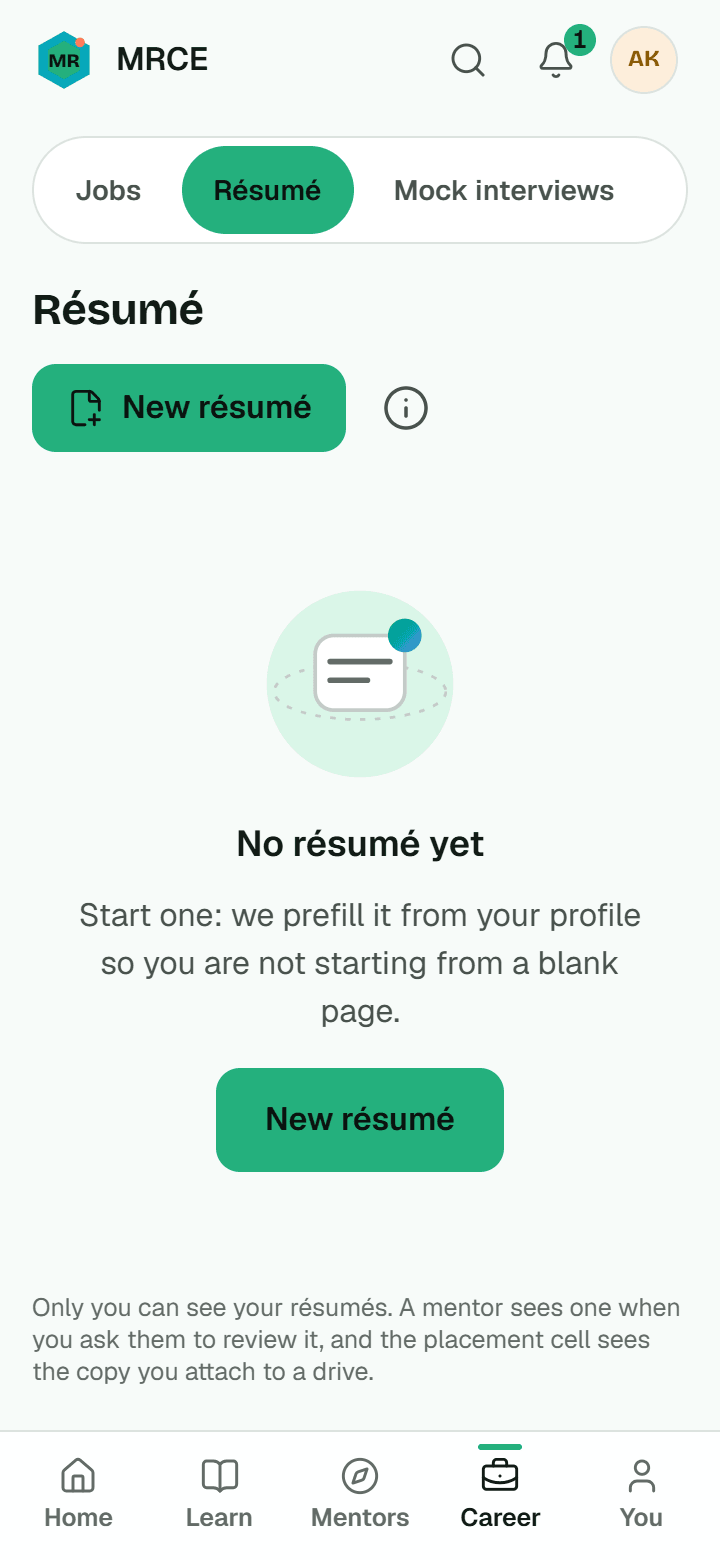 MR
MRCE
1
AK
Jobs
Résumé
Mock interviews
Résumé
New résumé
No résumé yet
Start one: we prefill it from your profile
so you are not starting from a blank
page.
New résumé
Only you can see your résumés. A mentor sees one when
you ask them to review it, and the placement cell sees
the copy you attach to a drive.
Home
Learn
Mentors
Career
You